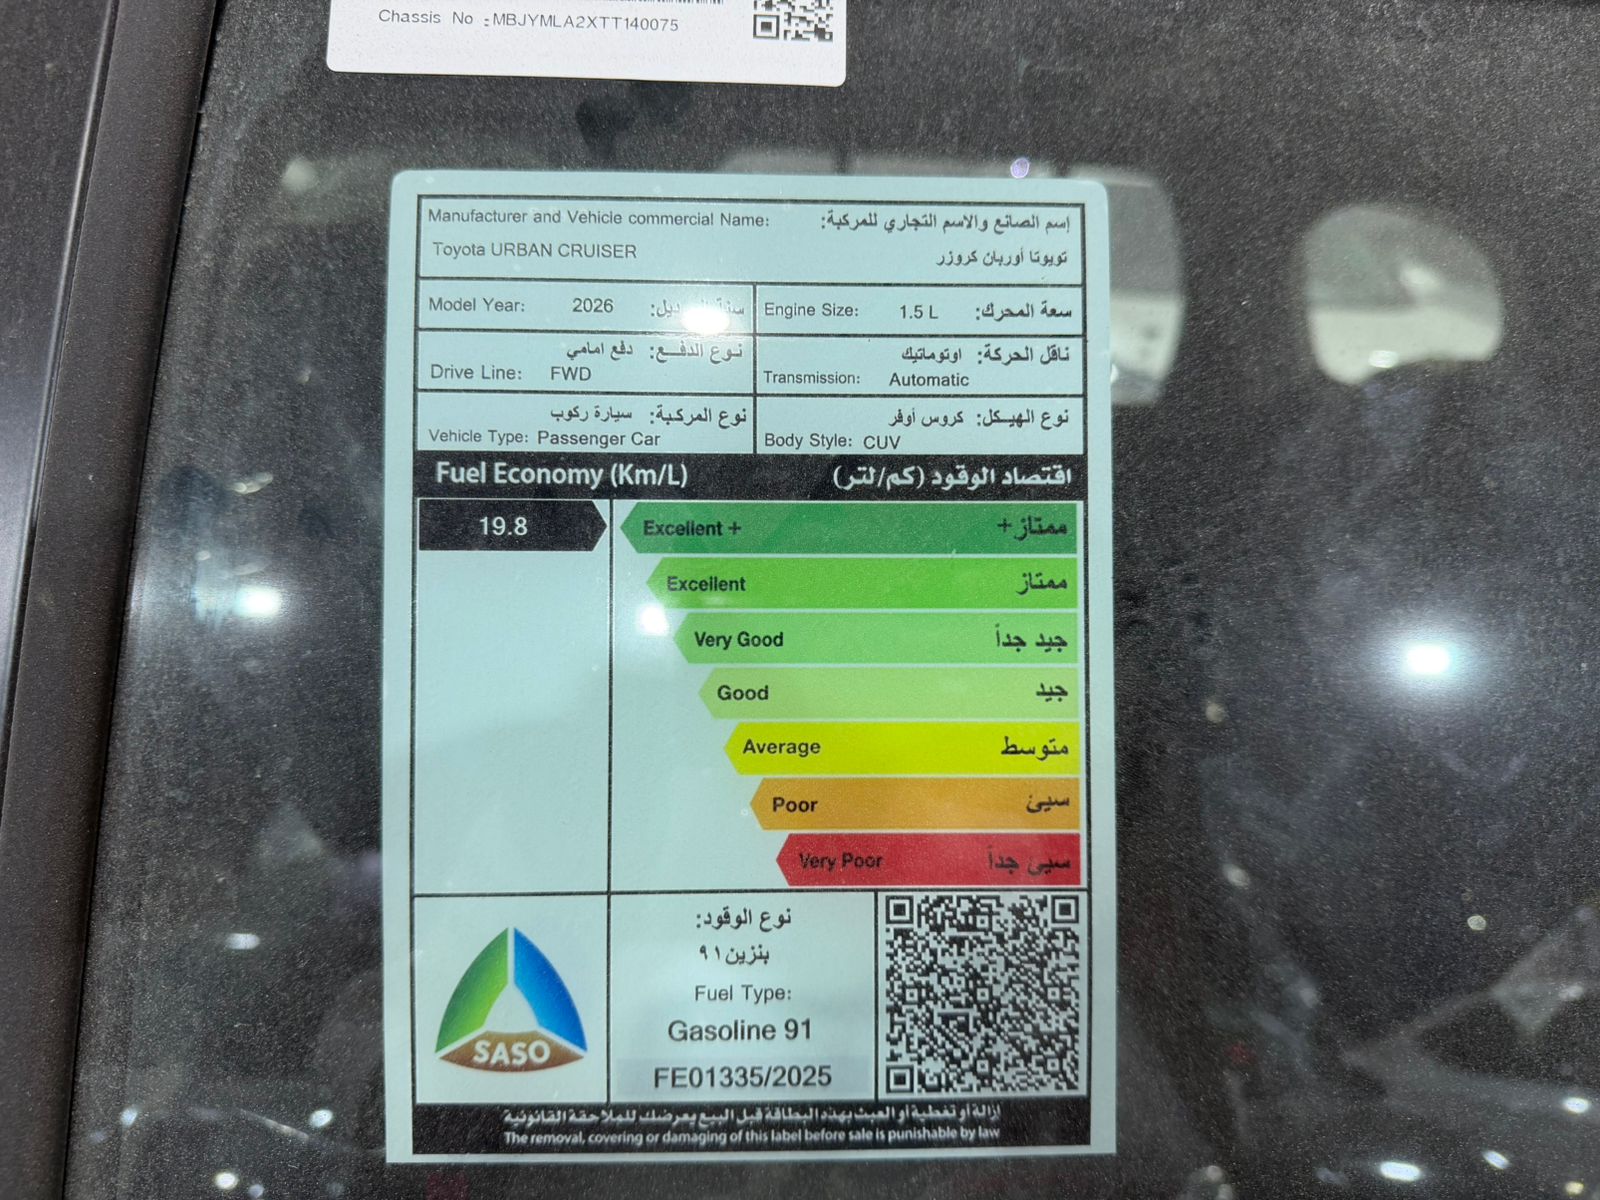 Chassis No :MBJYMLA2XTT140075
Manufacturer and Vehicle commercial Name: إسم الصانع والاسم التجاري للمركبة:
Toyota URBAN CRUISER تويوتا أوربان كروزر
Model Year: 2026 سنة
Engine Size: 1.5 L سعة المحرك:
نوع الدفع: دفع امامي
Drive Line: FWD
ناقل الحركة: اوتوماتيك
Transmission: Automatic
نوع المركبة: سيارة ركوب
Vehicle Type: Passenger Car
نوع الهيكل: كروس أوفر
Body Style: CUV
Fuel Economy (Km/L) اقتصاد الوقود (كم/لتر)
19.8
Excellent + ممتاز+
Excellent ممتاز
Very Good جيد جداً
Good جيد
Average متوسط
Poor سيئ
Very Poor سيئ جداً
SASO
نوع الوقود:
بنزين ٩١
Fuel Type:
Gasoline 91
FE01335/2025
إزالة أو تغطية أو العبث بهذه البطاقة قبل البيع يعرضك للملاحقة القانونية
The removal, covering or damaging of this label before sale is punishable by law